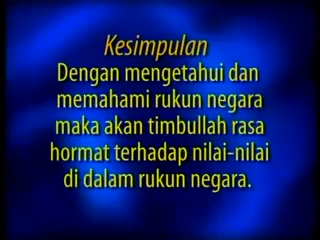 Kesimpulan
Dengan mengetahui dan
memahami rukun negara
maka akan timbullah rasa
hormat terhadap nilai-nilai
di dalam rukun negara.